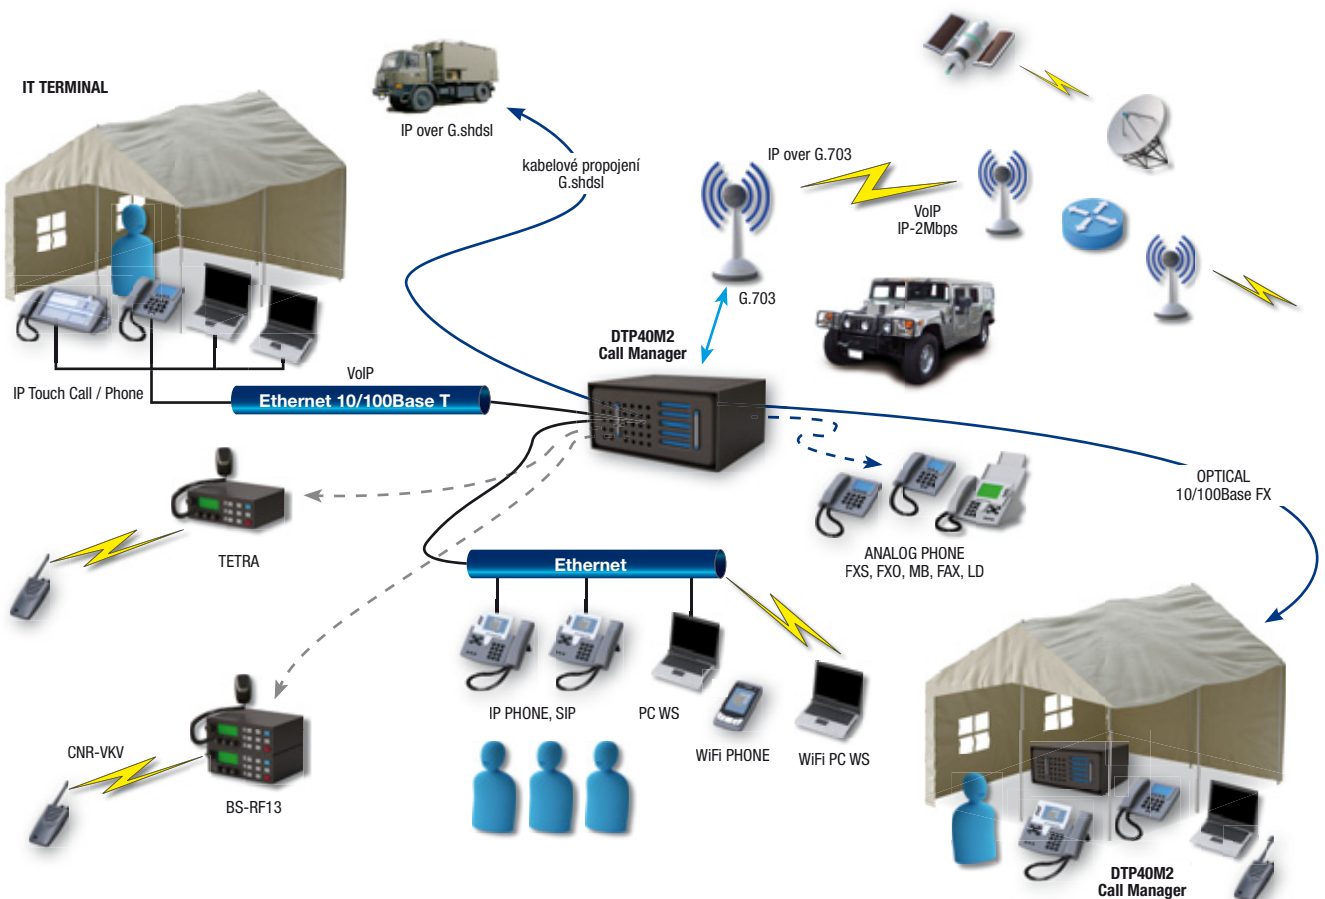 IT TERMINAL
IP over G.shdsl
kabelové propojení
G.shdsl
IP over G.703
VoIP
IP-2Mbps
G.703
DTP40M2
Call Manager
IP Touch Call / Phone
VoIP
Ethernet 10/100Base T
OPTICAL
10/100Base FX
TETRA
ANALOG PHONE
FXS, FXO, MB, FAX, LD
Ethernet
IP PHONE, SIP
PC WS
WiFi PHONE
WiFi PC WS
CNR-VKV
BS-RF13
DTP40M2
Call Manager